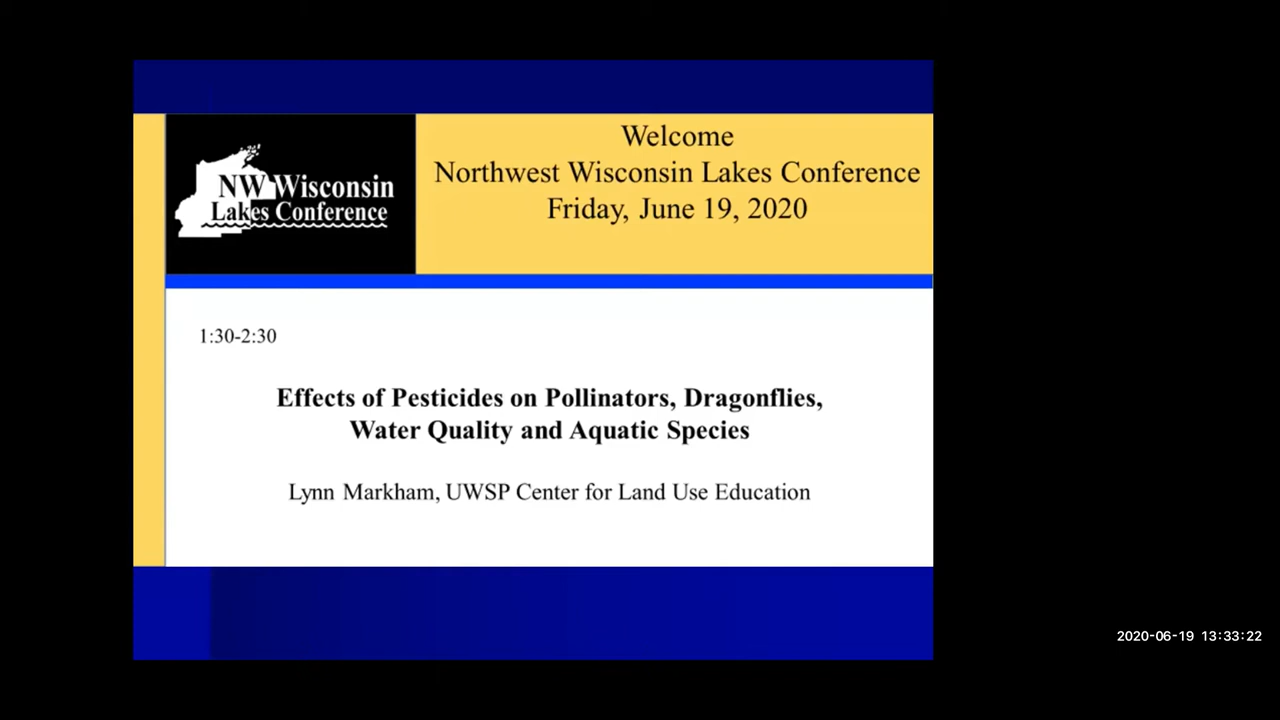 NW Wisconsin
Lakes Conference
Welcome
Northwest Wisconsin Lakes Conference
Friday, June 19, 2020
1:30-2:30
Effects of Pesticides on Pollinators, Dragonflies,
Water Quality and Aquatic Species
Lynn Markham, UWSP Center for Land Use Education
2020-06-19 13:33:22